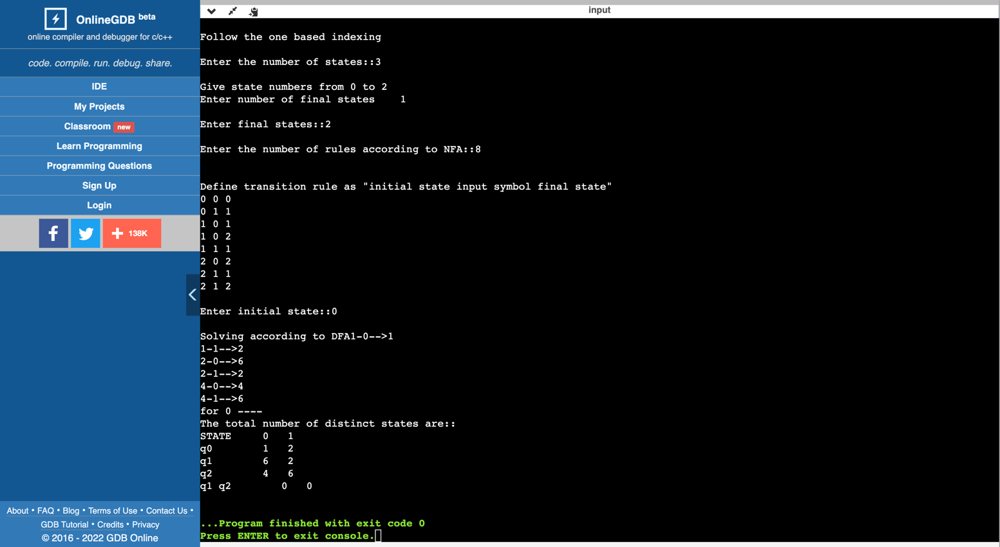 OnlineGDB beta
online compiler and debugger for c/c++
code. compile. run. debug. share.
IDE
My Projects
Classroom new
Learn Programming
Programming Questions
Sign Up
Login
138K
About • FAQ • Blog • Terms of Use • Contact Us •
GDB Tutorial • Credits • Privacy
© 2016 - 2022 GDB Online
input
Follow the one based indexing
Enter the number of states::3
Give state numbers from 0 to 2
Enter number of final states    1
Enter final states::2
Enter the number of rules according to NFA::8
Define transition rule as "initial state input symbol final state"
0 0 0
0 1 1
1 0 1
1 0 2
1 1 1
2 0 2
2 1 1
2 1 2
Enter initial state::0
Solving according to DFA1-0-->1
1-1-->2
2-0-->6
2-1-->2
4-0-->4
4-1-->6
for 0 ----
The total number of distinct states are::
STATE     0   1
q0        1   2
q1        6   2
q2        4   6
q1 q2        0   0
...Program finished with exit code 0
Press ENTER to exit console.